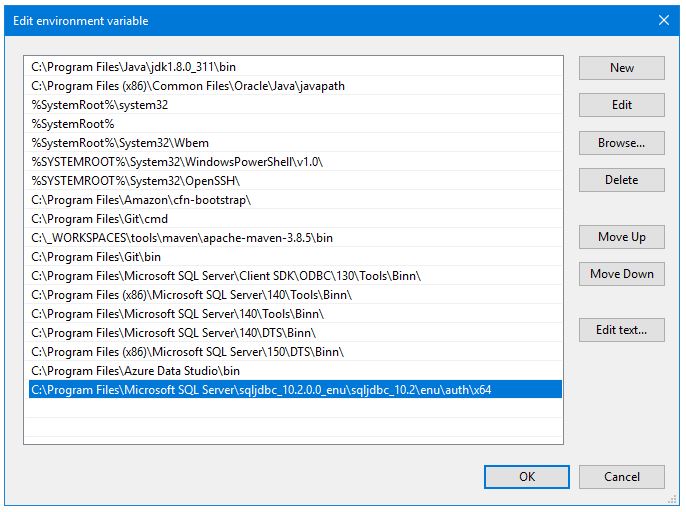 Edit environment variable
C:\Program Files\Java\jdk1.8.0_311\bin
C:\Program Files (x86)\Common Files\Oracle\Java\javapath
%SystemRoot%\system32
%SystemRoot%
%SystemRoot%\System32\Wbem
%SYSTEMROOT%\System32\WindowsPowerShell\v1.0\
%SYSTEMROOT%\System32\OpenSSH\
C:\Program Files\Amazon\cfn-bootstrap\
C:\Program Files\Git\cmd
C:\_WORKSPACES\tools\maven\apache-maven-3.8.5\bin
C:\Program Files\Git\bin
C:\Program Files\Microsoft SQL Server\Client SDK\ODBC\130\Tools\Binn\
C:\Program Files (x86)\Microsoft SQL Server\140\Tools\Binn\
C:\Program Files\Microsoft SQL Server\140\Tools\Binn\
C:\Program Files\Microsoft SQL Server\140\DTS\Binn\
C:\Program Files (x86)\Microsoft SQL Server\150\DTS\Binn\
C:\Program Files\Azure Data Studio\bin
C:\Program Files\Microsoft SQL Server\sqljdbc_10.2.0.0_enu\sqljdbc_10.2\enu\auth\x64
New
Edit
Browse...
Delete
Move Up
Move Down
Edit text...
OK
Cancel